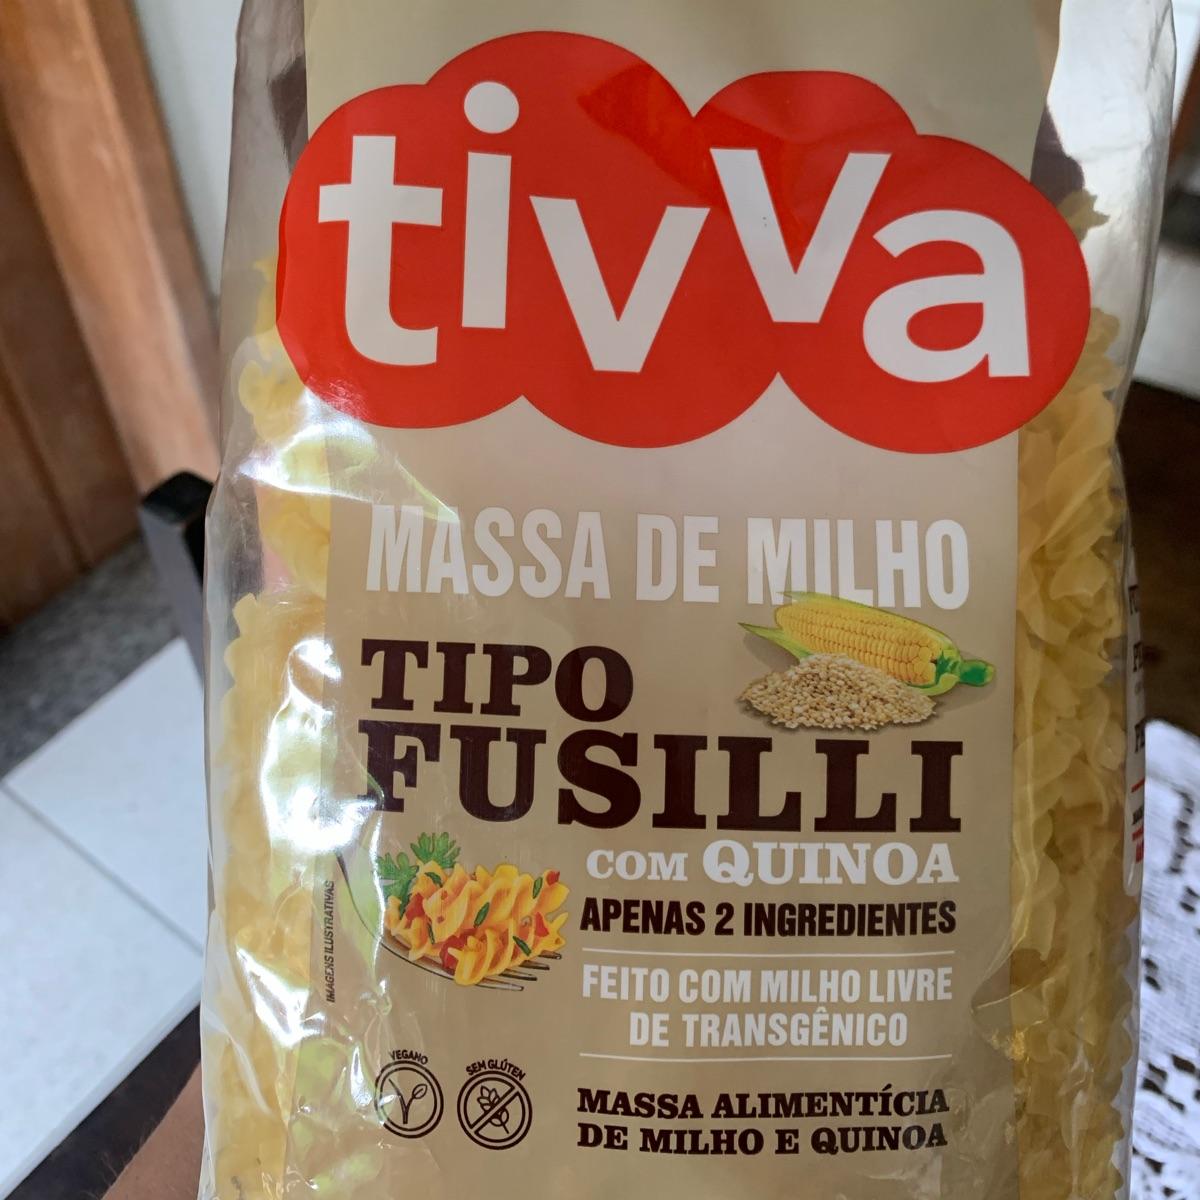 tivva
MASSA DE MILHO
TIPO
FUSILLI
COM QUINOA
APENAS 2 INGREDIENTES
FEITO COM MILHO LIVRE
DE TRANSGÊNICO
IMAGENS ILUSTRATIVAS
VEGANO
SEM GLÚTEN
MASSA ALIMENTÍCIA
DE MILHO E QUINOA